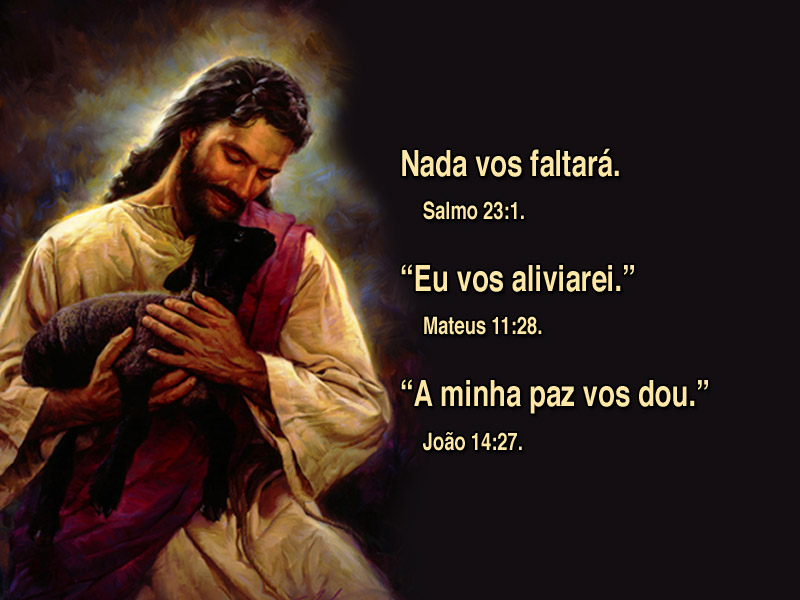 Nada vos faltará.
Salmo 23:1.
“Eu vos aliviarei.”
Mateus 11:28.
“A minha paz vos dou.”
João 14:27.